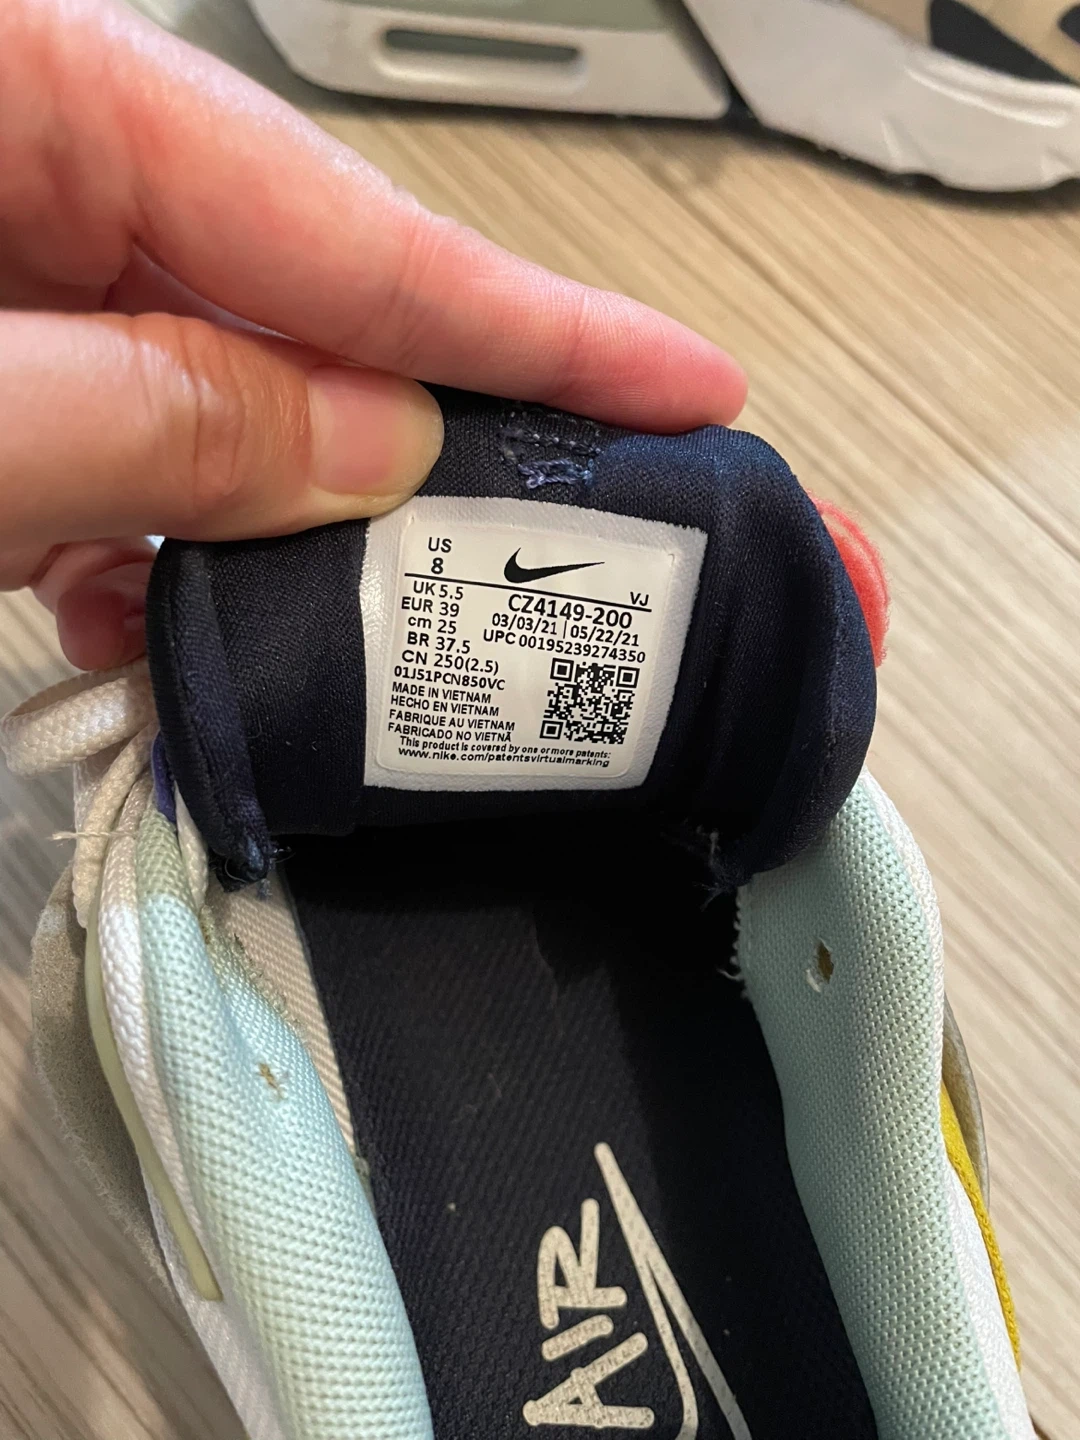 US
8
VJ
UK 5.5
EUR 39
cm 25
BR 37.5
CN 250(2.5)
CZ4149-200
03/03/21 | 05/22/21
UPC 00195239274350
01J51PCN850VC
MADE IN VIETNAM
HECHO EN VIETNAM
FABRIQUE AU VIETNAM
FABRICADO NO VIETNÃ
This product is covered by one or more patents:
www.nike.com/patentsvirtualmarking
AIR